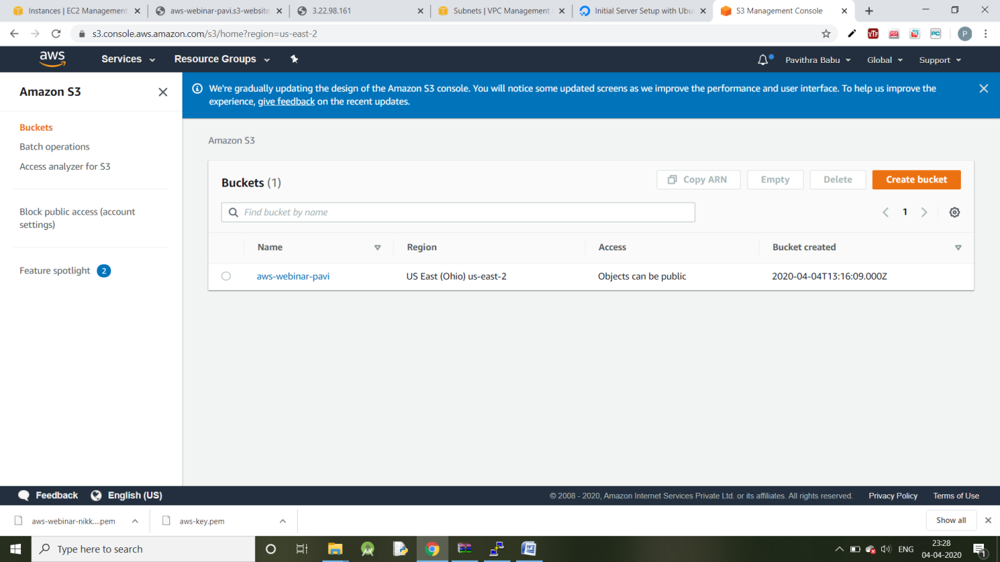 Instances | EC2 Management
aws-webinar-pavi.s3-website
3.22.98.161
Subnets | VPC Management
Initial Server Setup with Ubu
S3 Management Console
s3.console.aws.amazon.com/s3/home?region=us-east-2
YTF
PDF
PC
P
aws
Services
Resource Groups
Pavithra Babu
Global
Support
Amazon S3
Buckets
Batch operations
Access analyzer for S3
Block public access (account
settings)
Feature spotlight 2
We're gradually updating the design of the Amazon S3 console. You will notice some updated screens as we improve the performance and user interface. To help us improve the
experience, give feedback on the recent updates.
Amazon S3
Buckets (1)
Copy ARN
Empty
Delete
Create bucket
Find bucket by name
1
Name Region Access Bucket created
aws-webinar-pavi US East (Ohio) us-east-2 Objects can be public 2020-04-04T13:16:09.000Z
Feedback
English (US)
© 2008 - 2020, Amazon Internet Services Private Ltd. or its affiliates. All rights reserved.
Privacy Policy
Terms of Use
aws-webinar-nikk....pem
aws-key.pem
Show all
Type here to search
ENG
23:28
04-04-2020
1